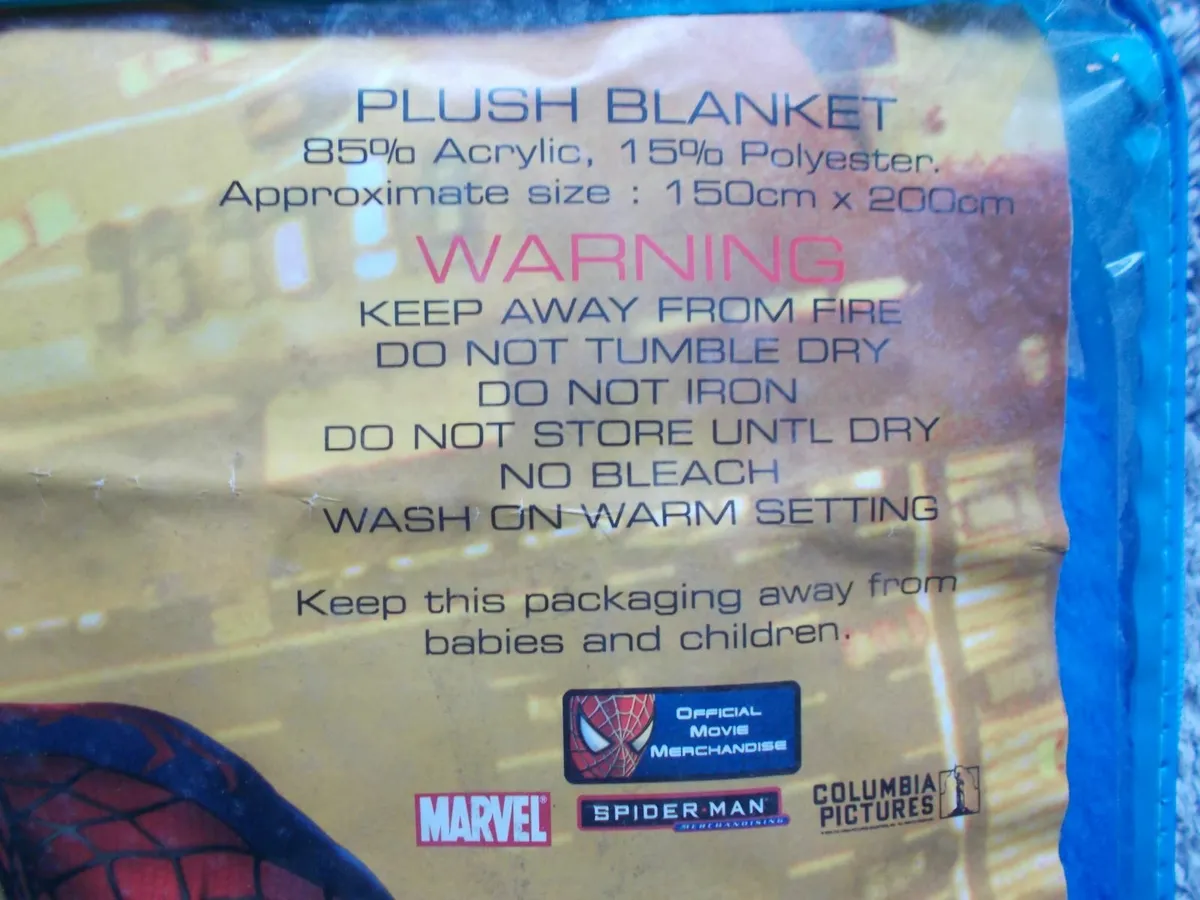 PLUSH BLANKET
85% Acrylic, 15% Polyester.
Approximate size : 150cm x 200cm
WARNING
KEEP AWAY FROM FIRE
DO NOT TUMBLE DRY
DO NOT IRON
DO NOT STORE UNTL DRY
NO BLEACH
WASH ON WARM SETTING
Keep this packaging away from
babies and children.
OFFICIAL
MOVIE
MERCHANDISE
MARVEL®
SPIDER-MAN
MERCHANDISING
COLUMBIA
PICTURES